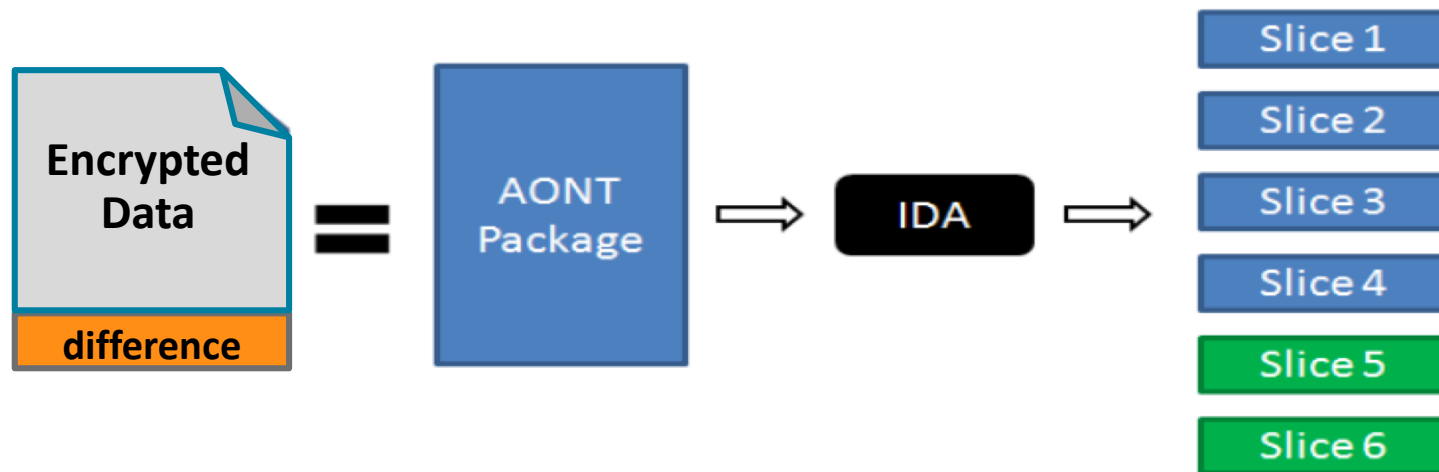 Encrypted
Data
difference
AONT
Package
IDA
Slice 1
Slice 2
Slice 3
Slice 4
Slice 5
Slice 6